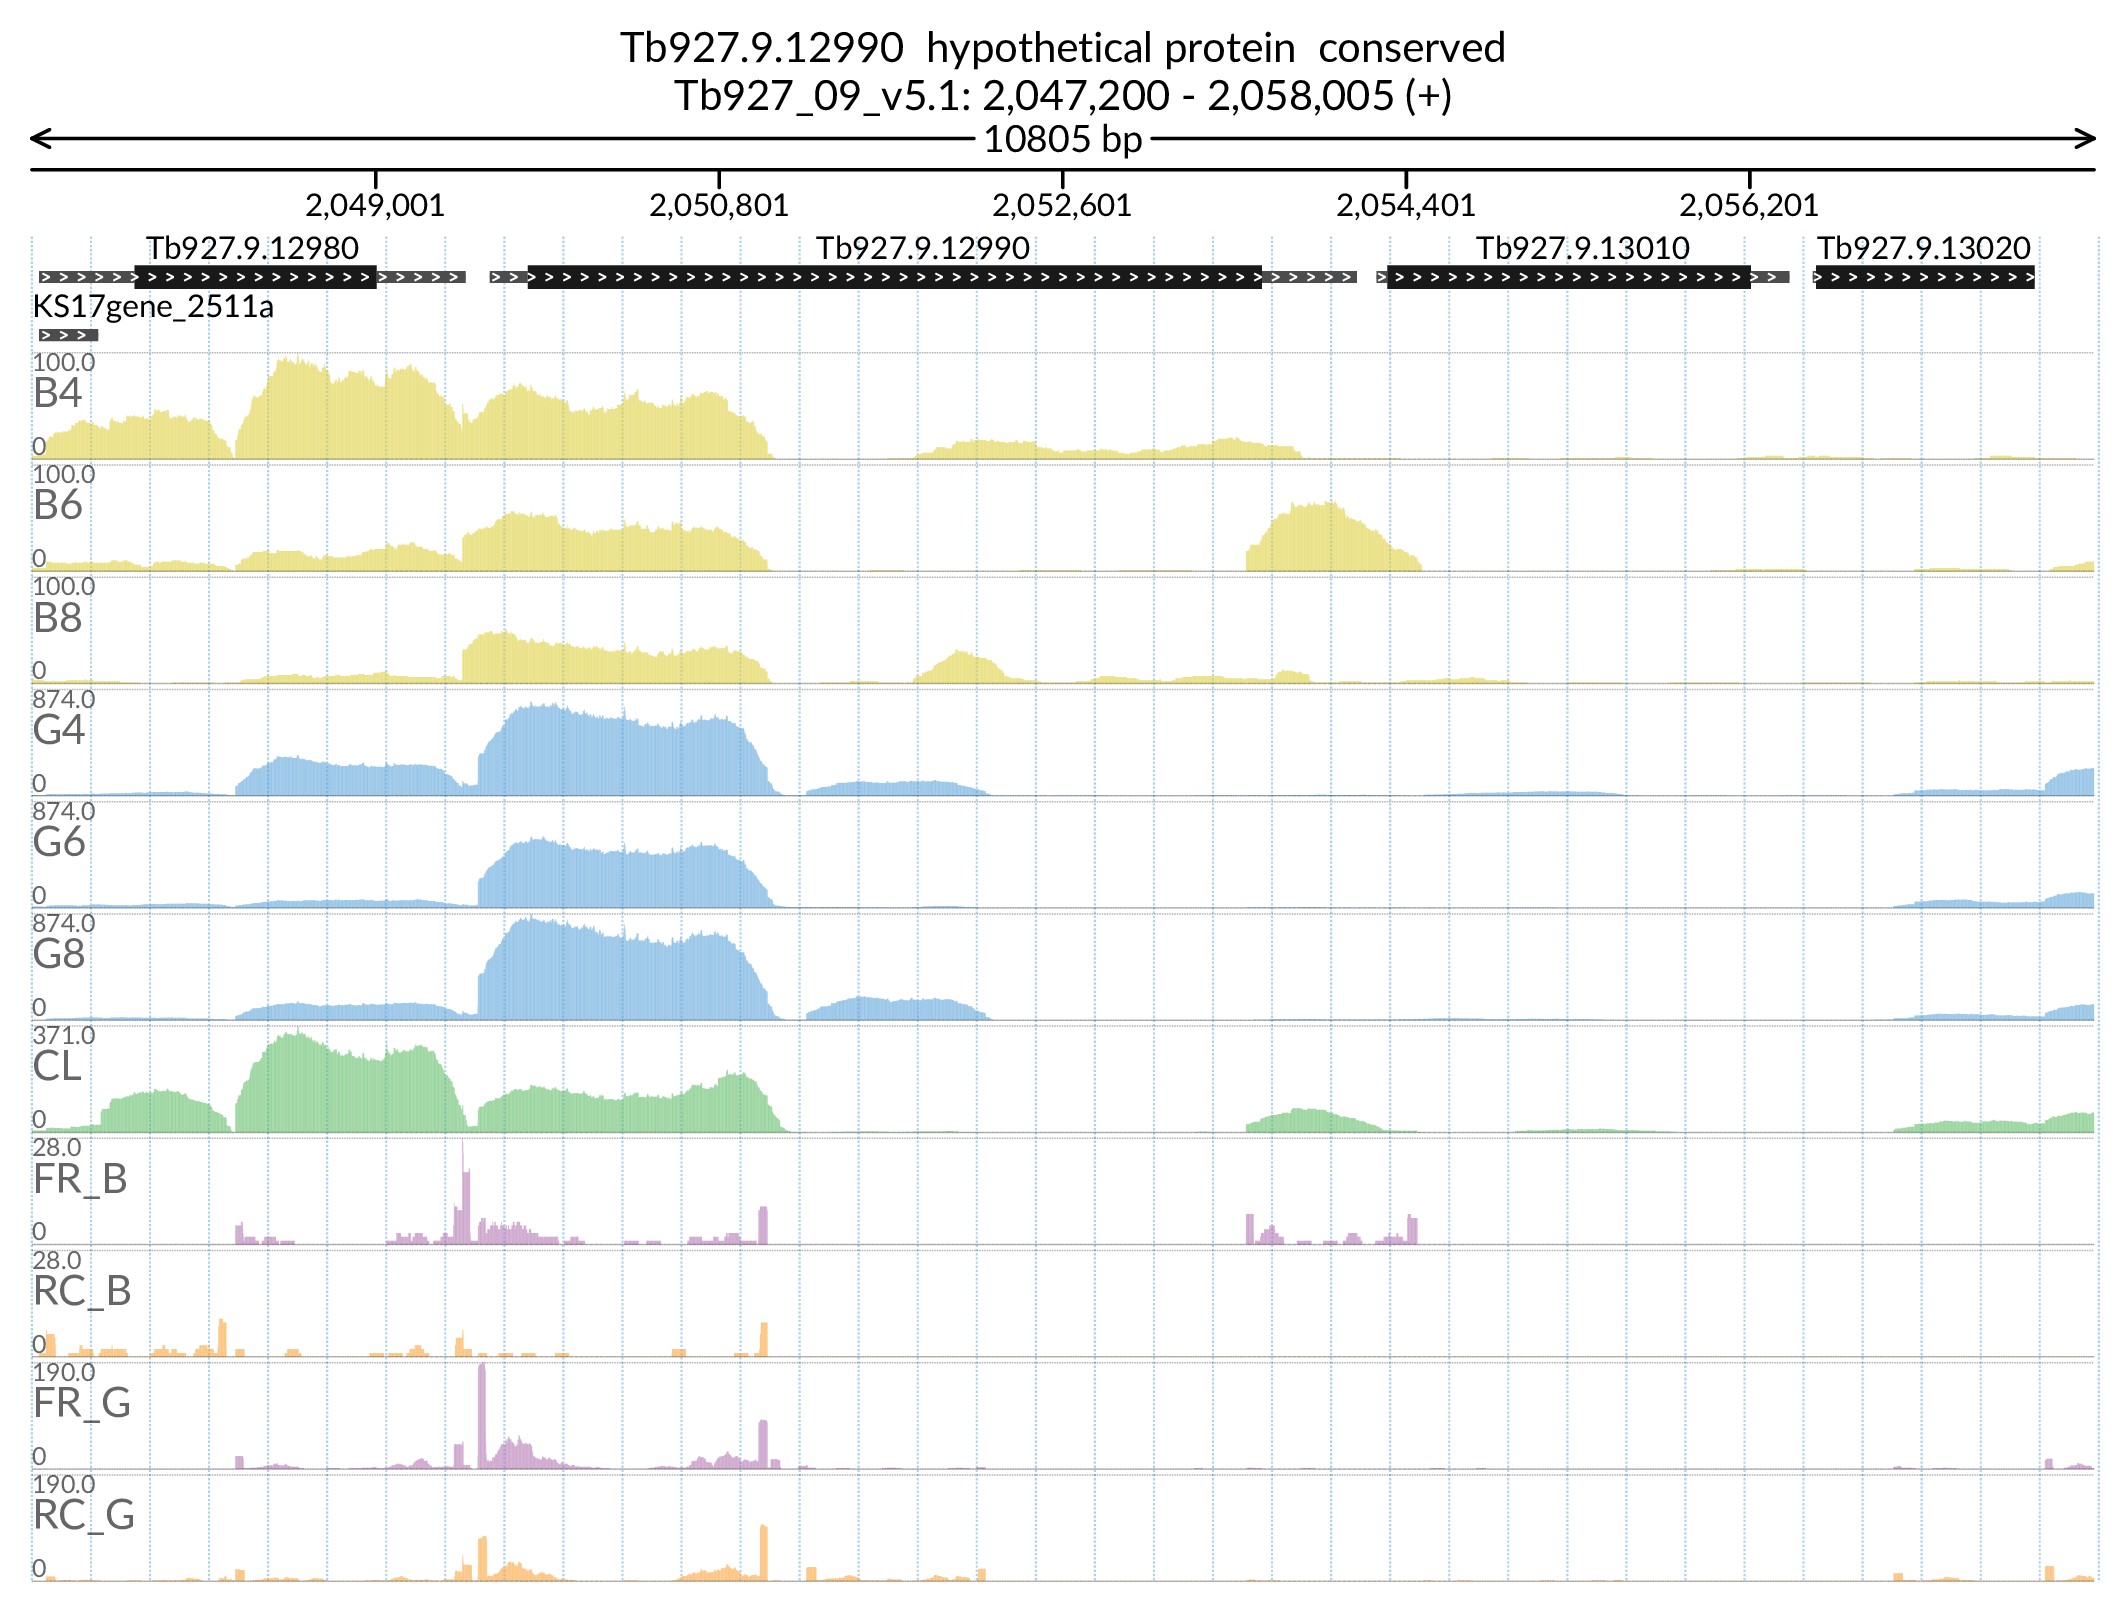 Tb927.9.12990  hypothetical protein  conserved
Tb927_09_v5.1: 2,047,200 - 2,058,005 (+)
10805 bp
2,049,001 2,050,801 2,052,601 2,054,401 2,056,201
Tb927.9.12980 Tb927.9.12990 Tb927.9.13010 Tb927.9.13020
KS17gene_2511a
100.0
B4
0
100.0
B6
0
100.0
B8
0
874.0
G4
0
874.0
G6
0
874.0
G8
0
371.0
CL
0
28.0
FR_B
0
28.0
RC_B
0
190.0
FR_G
0
190.0
RC_G
0